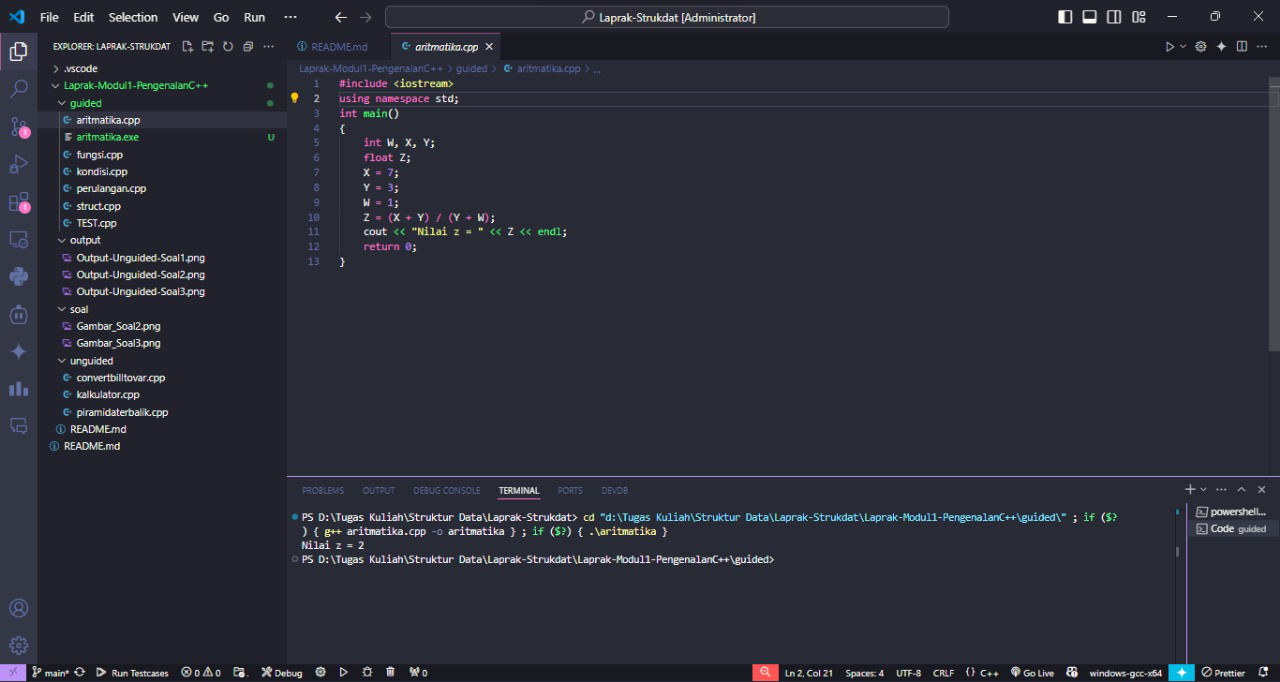 File Edit Selection View Go Run ···
Laprak-Strukdat [Administrator]
EXPLORER: LAPRAK-STRUKDAT
.vscode
Laprak-Modul1-PengenalanC++
guided
aritmatika.cpp
aritmatika.exe U
fungsi.cpp
kondisi.cpp
perulangan.cpp
struct.cpp
TEST.cpp
output
Output-Unguided-Soal1.png
Output-Unguided-Soal2.png
Output-Unguided-Soal3.png
soal
Gambar_Soal2.png
Gambar_Soal3.png
unguided
convertbilltovar.cpp
kalkulator.cpp
piramidaterbalik.cpp
README.md
README.md
1
1
README.md aritmatika.cpp
Laprak-Modul1-PengenalanC++ > guided > aritmatika.cpp > ...
1 #include <iostream>
2 using namespace std;
3 int main()
4 {
5 int W, X, Y;
6 float Z;
7 X = 7;
8 Y = 3;
9 W = 1;
10 Z = (X + Y) / (Y + W);
11 cout << "Nilai z = " << Z << endl;
12 return 0;
13 }
PROBLEMS OUTPUT DEBUG CONSOLE TERMINAL PORTS DEVDB
PS D:\Tugas Kuliah\Struktur Data\Laprak-Strukdat> cd "d:\Tugas Kuliah\Struktur Data\Laprak-Strukdat\Laprak-Modul1-PengenalanC++\guided\" ; if ($?
) { g++ aritmatika.cpp -o aritmatika } ; if ($?) { .\aritmatika }
Nilai z = 2
PS D:\Tugas Kuliah\Struktur Data\Laprak-Strukdat\Laprak-Modul1-PengenalanC++\guided>
powershell...
Code guided
main* Run Testcases 0 0 Debug 0 Ln 2, Col 21 Spaces: 4 UTF-8 CRLF {} C++ Go Live windows-gcc-x64 Prettier